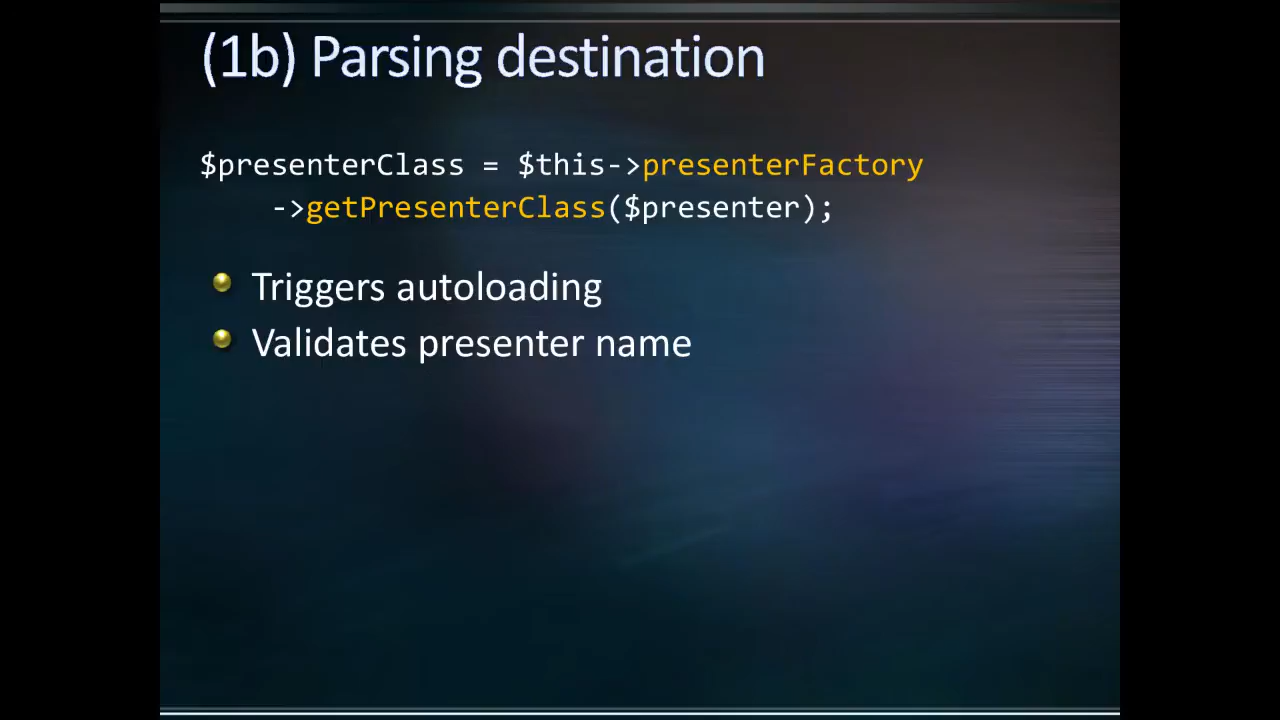 (1b) Parsing destination
$presenterClass = $this->presenterFactory
->getPresenterClass($presenter);
Triggers autoloading
Validates presenter name